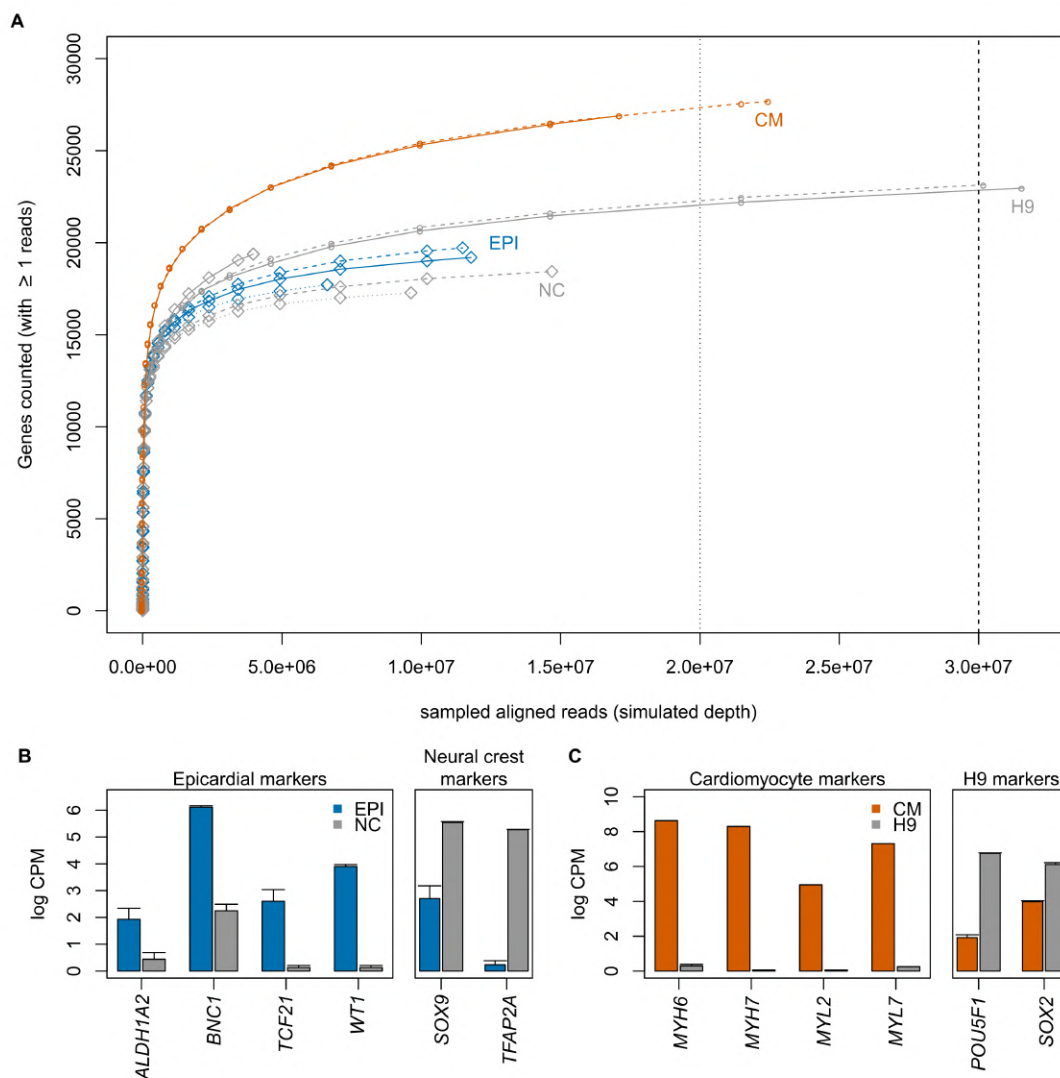 A
Genes counted (with ≥ 1 reads)
30000
25000
20000
15000
10000
5000
0
CM
H9
EPI
NC
0.0e+00 5.0e+06 1.0e+07 1.5e+07 2.0e+07 2.5e+07 3.0e+07
sampled aligned reads (simulated depth)
B
Epicardial markers
Neural crest
markers
EPI
NC
log CPM
6
5
4
3
2
1
0
ALDH1A2 BNC1 TCF21 WT1 SOX9 TFAP2A
C
Cardiomyocyte markers H9 markers
CM
H9
log CPM
10
8
6
4
2
0
MYH6 MYH7 MYL2 MYL7 POU5F1 SOX2